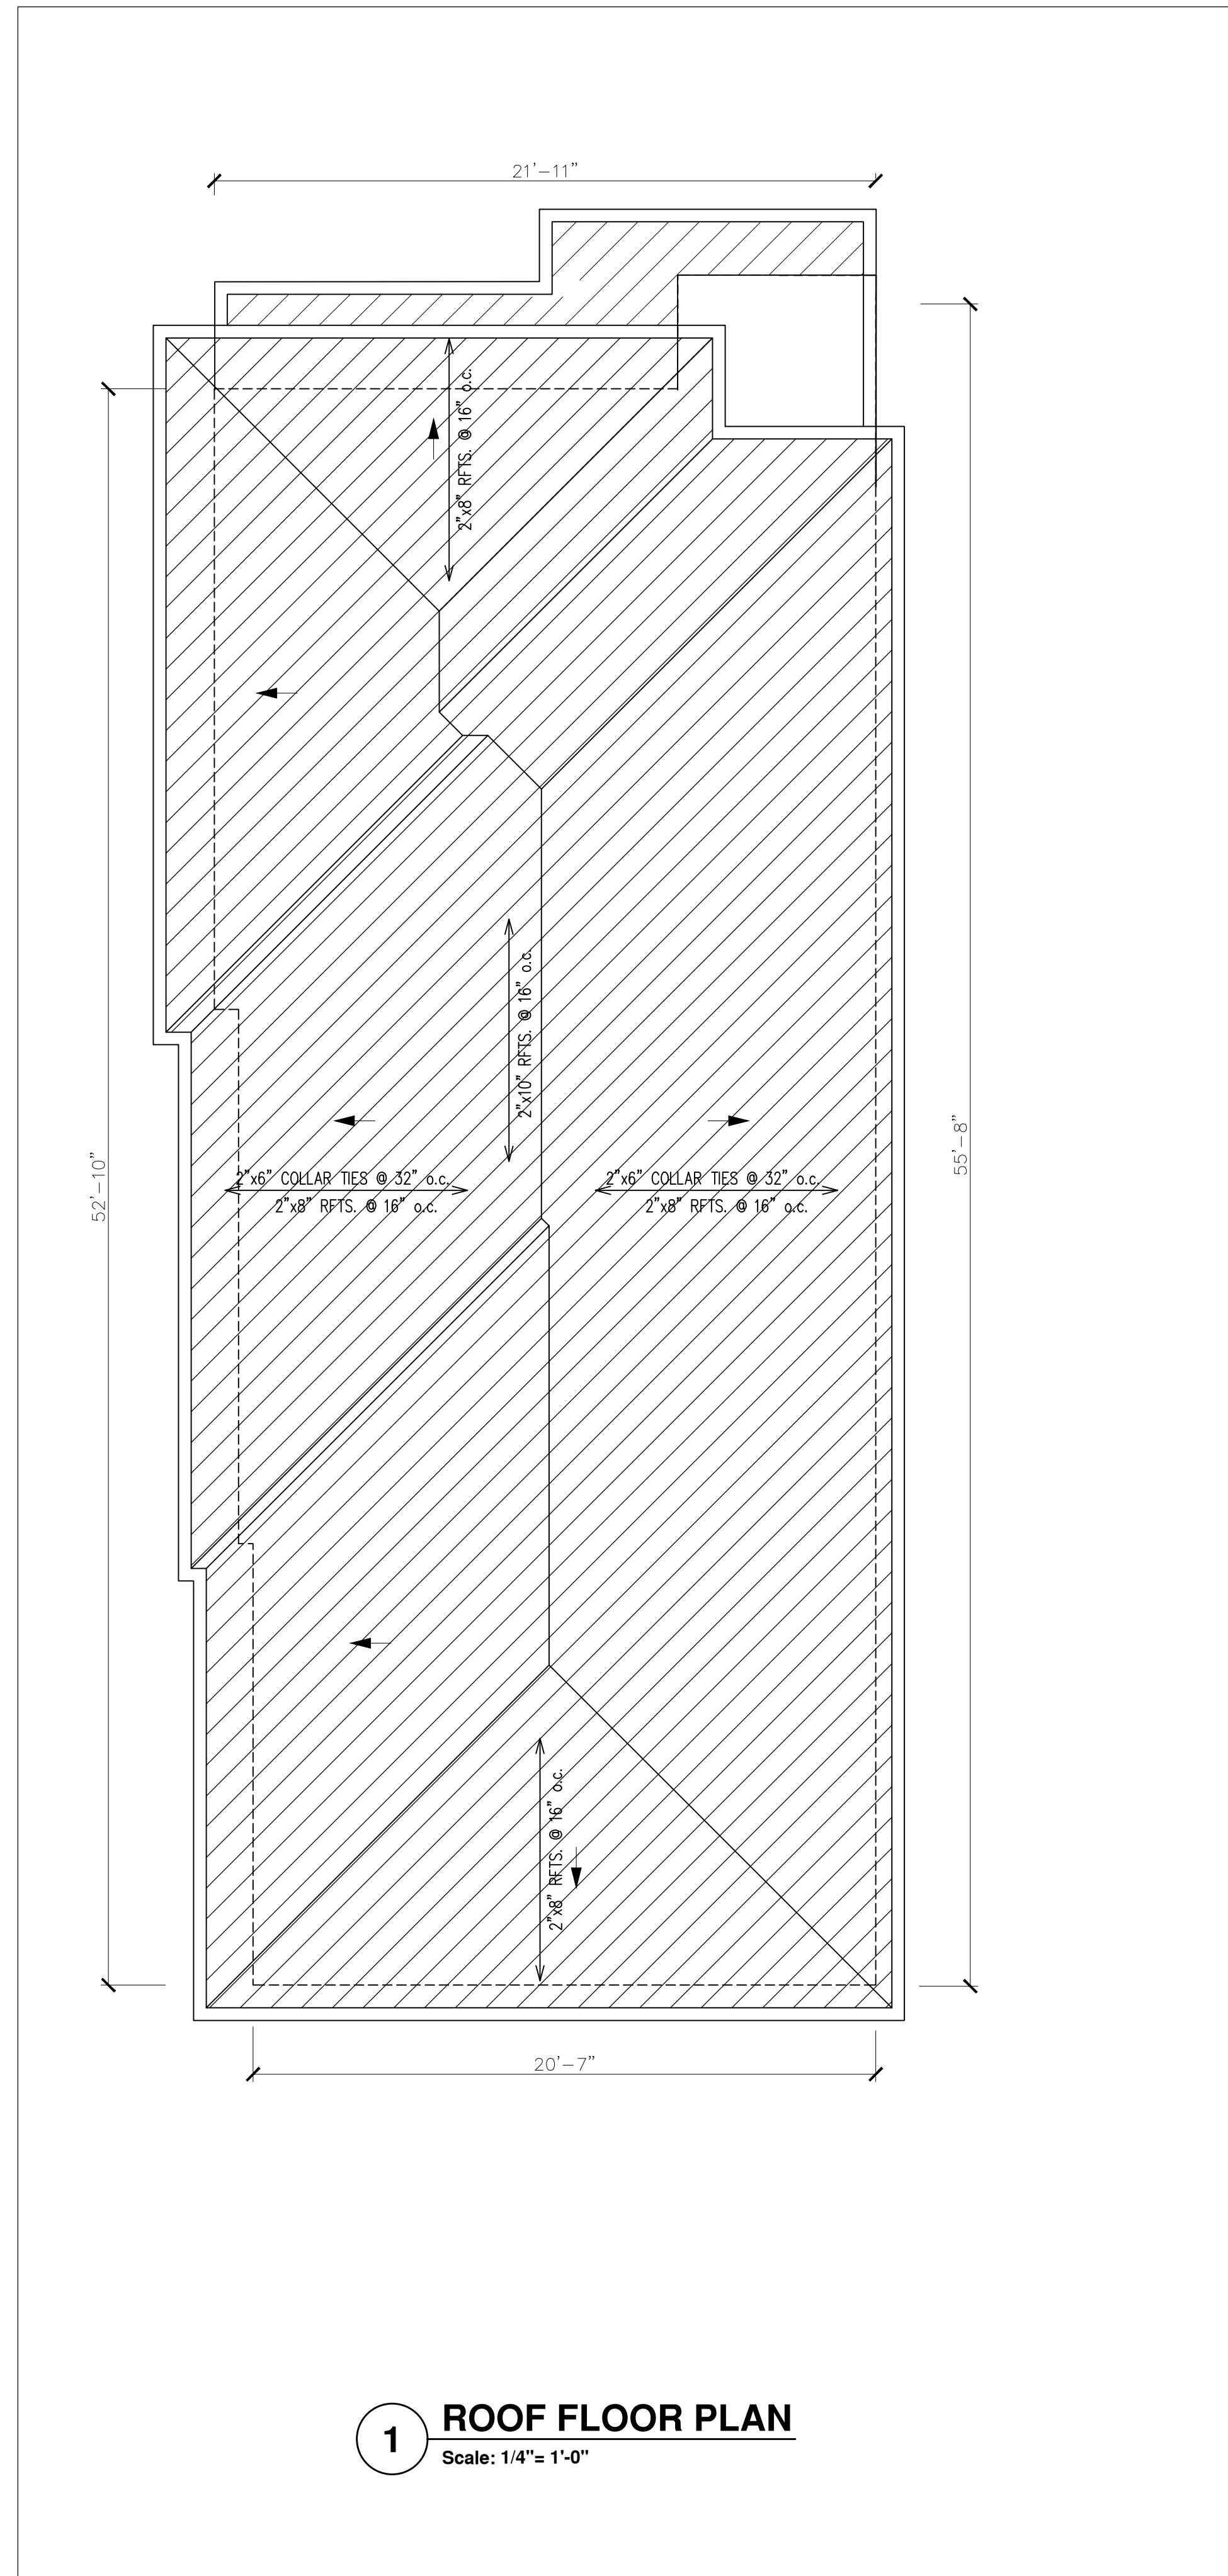 21'-11"
2"x8" RFTS. @ 16" o.c.
2"x10" RFTS. @ 16" o.c.
52'-10"
55'-8"
2"x6" COLLAR TIES @ 32" o.c.
2"x8" RFTS. @ 16" o.c.
2"x6" COLLAR TIES @ 32" o.c.
2"x8" RFTS. @ 16" o.c.
2"x8" RFTS. @ 16" o.c.
20'-7"
1
ROOF FLOOR PLAN
Scale: 1/4"= 1'-0"